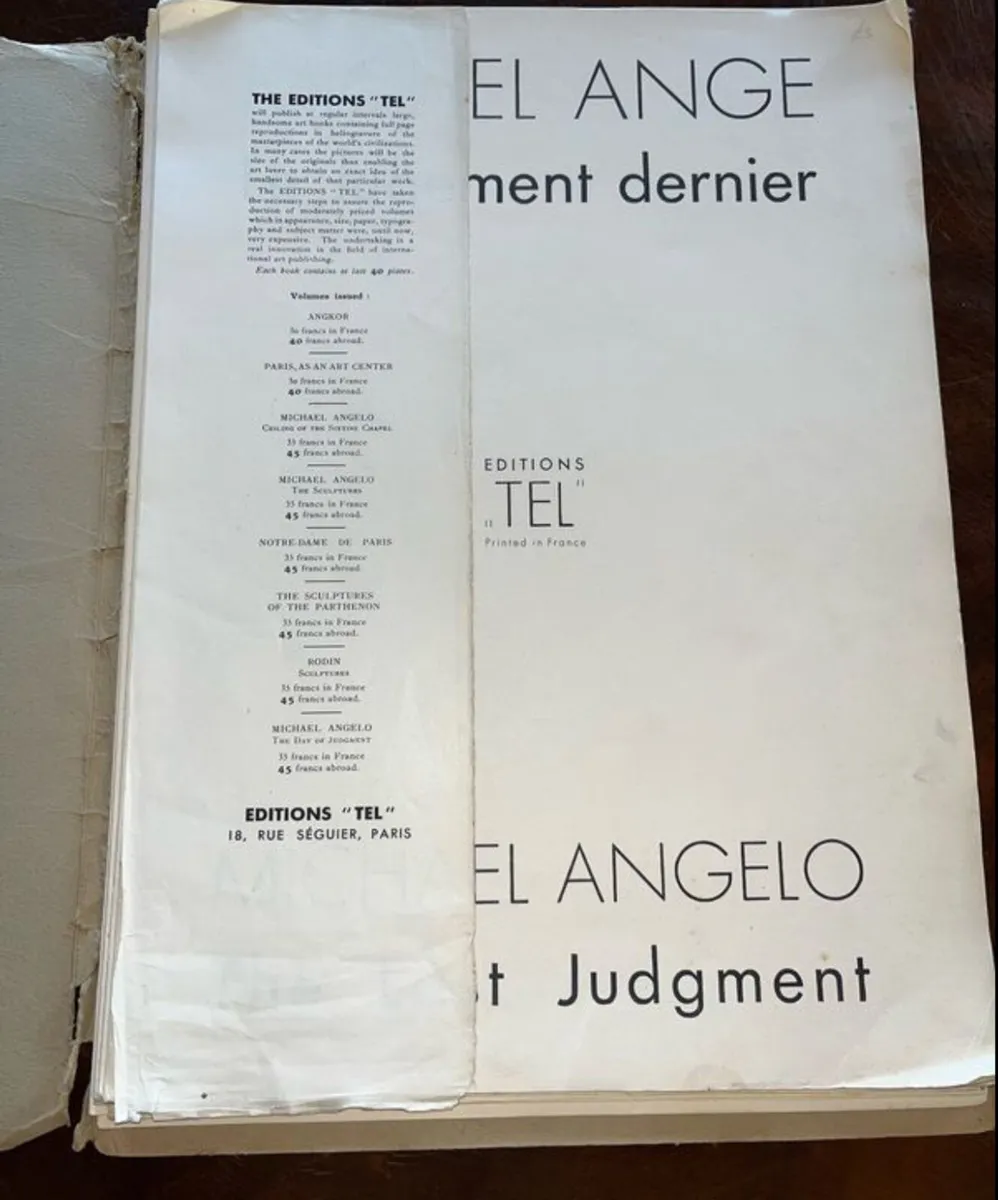 THE EDITIONS "TEL"
will publish at regular intervals large,
handsome art books containing full page
reproductions in heliogravure of the
masterpieces of the world's civilizations.
In many cases the pictures will be the
size of the originals thus enabling the
art lover to obtain an exact idea of the
smallest detail of that particular work.
The EDITIONS "TEL" have taken
the necessary steps to assure the repro-
duction of moderately priced volumes
which in appearance, size, paper, typogra-
phy and subject matter were, until now,
very expensive. The undertaking is a
real innovation in the field of interna-
tional art publishing.
Each book contains at last 40 plates.
Volumes issued :
ANGKOR
30 francs in France
40 francs abroad.
PARIS, AS AN ART CENTER
30 francs in France
40 francs abroad.
MICHAEL ANGELO
CEILING OF THE SISTINE CHAPEL
35 francs in France
45 francs abroad.
MICHAEL ANGELO
THE SCULPTURES
35 francs in France
45 francs abroad.
NOTRE-DAME DE PARIS
35 francs in France
45 francs abroad.
THE SCULPTURES
OF THE PARTHENON
35 francs in France
45 francs abroad.
RODIN
SCULPTURES
35 francs in France
45 francs abroad.
MICHAEL ANGELO
THE DAY OF JUDGMENT
35 francs in France
45 francs abroad.
EDITIONS "TEL"
18, RUE SÉGUIER, PARIS
EL ANGE
ment dernier
EDITIONS
"TEL"
Printed in France
EL ANGELO
t Judgment